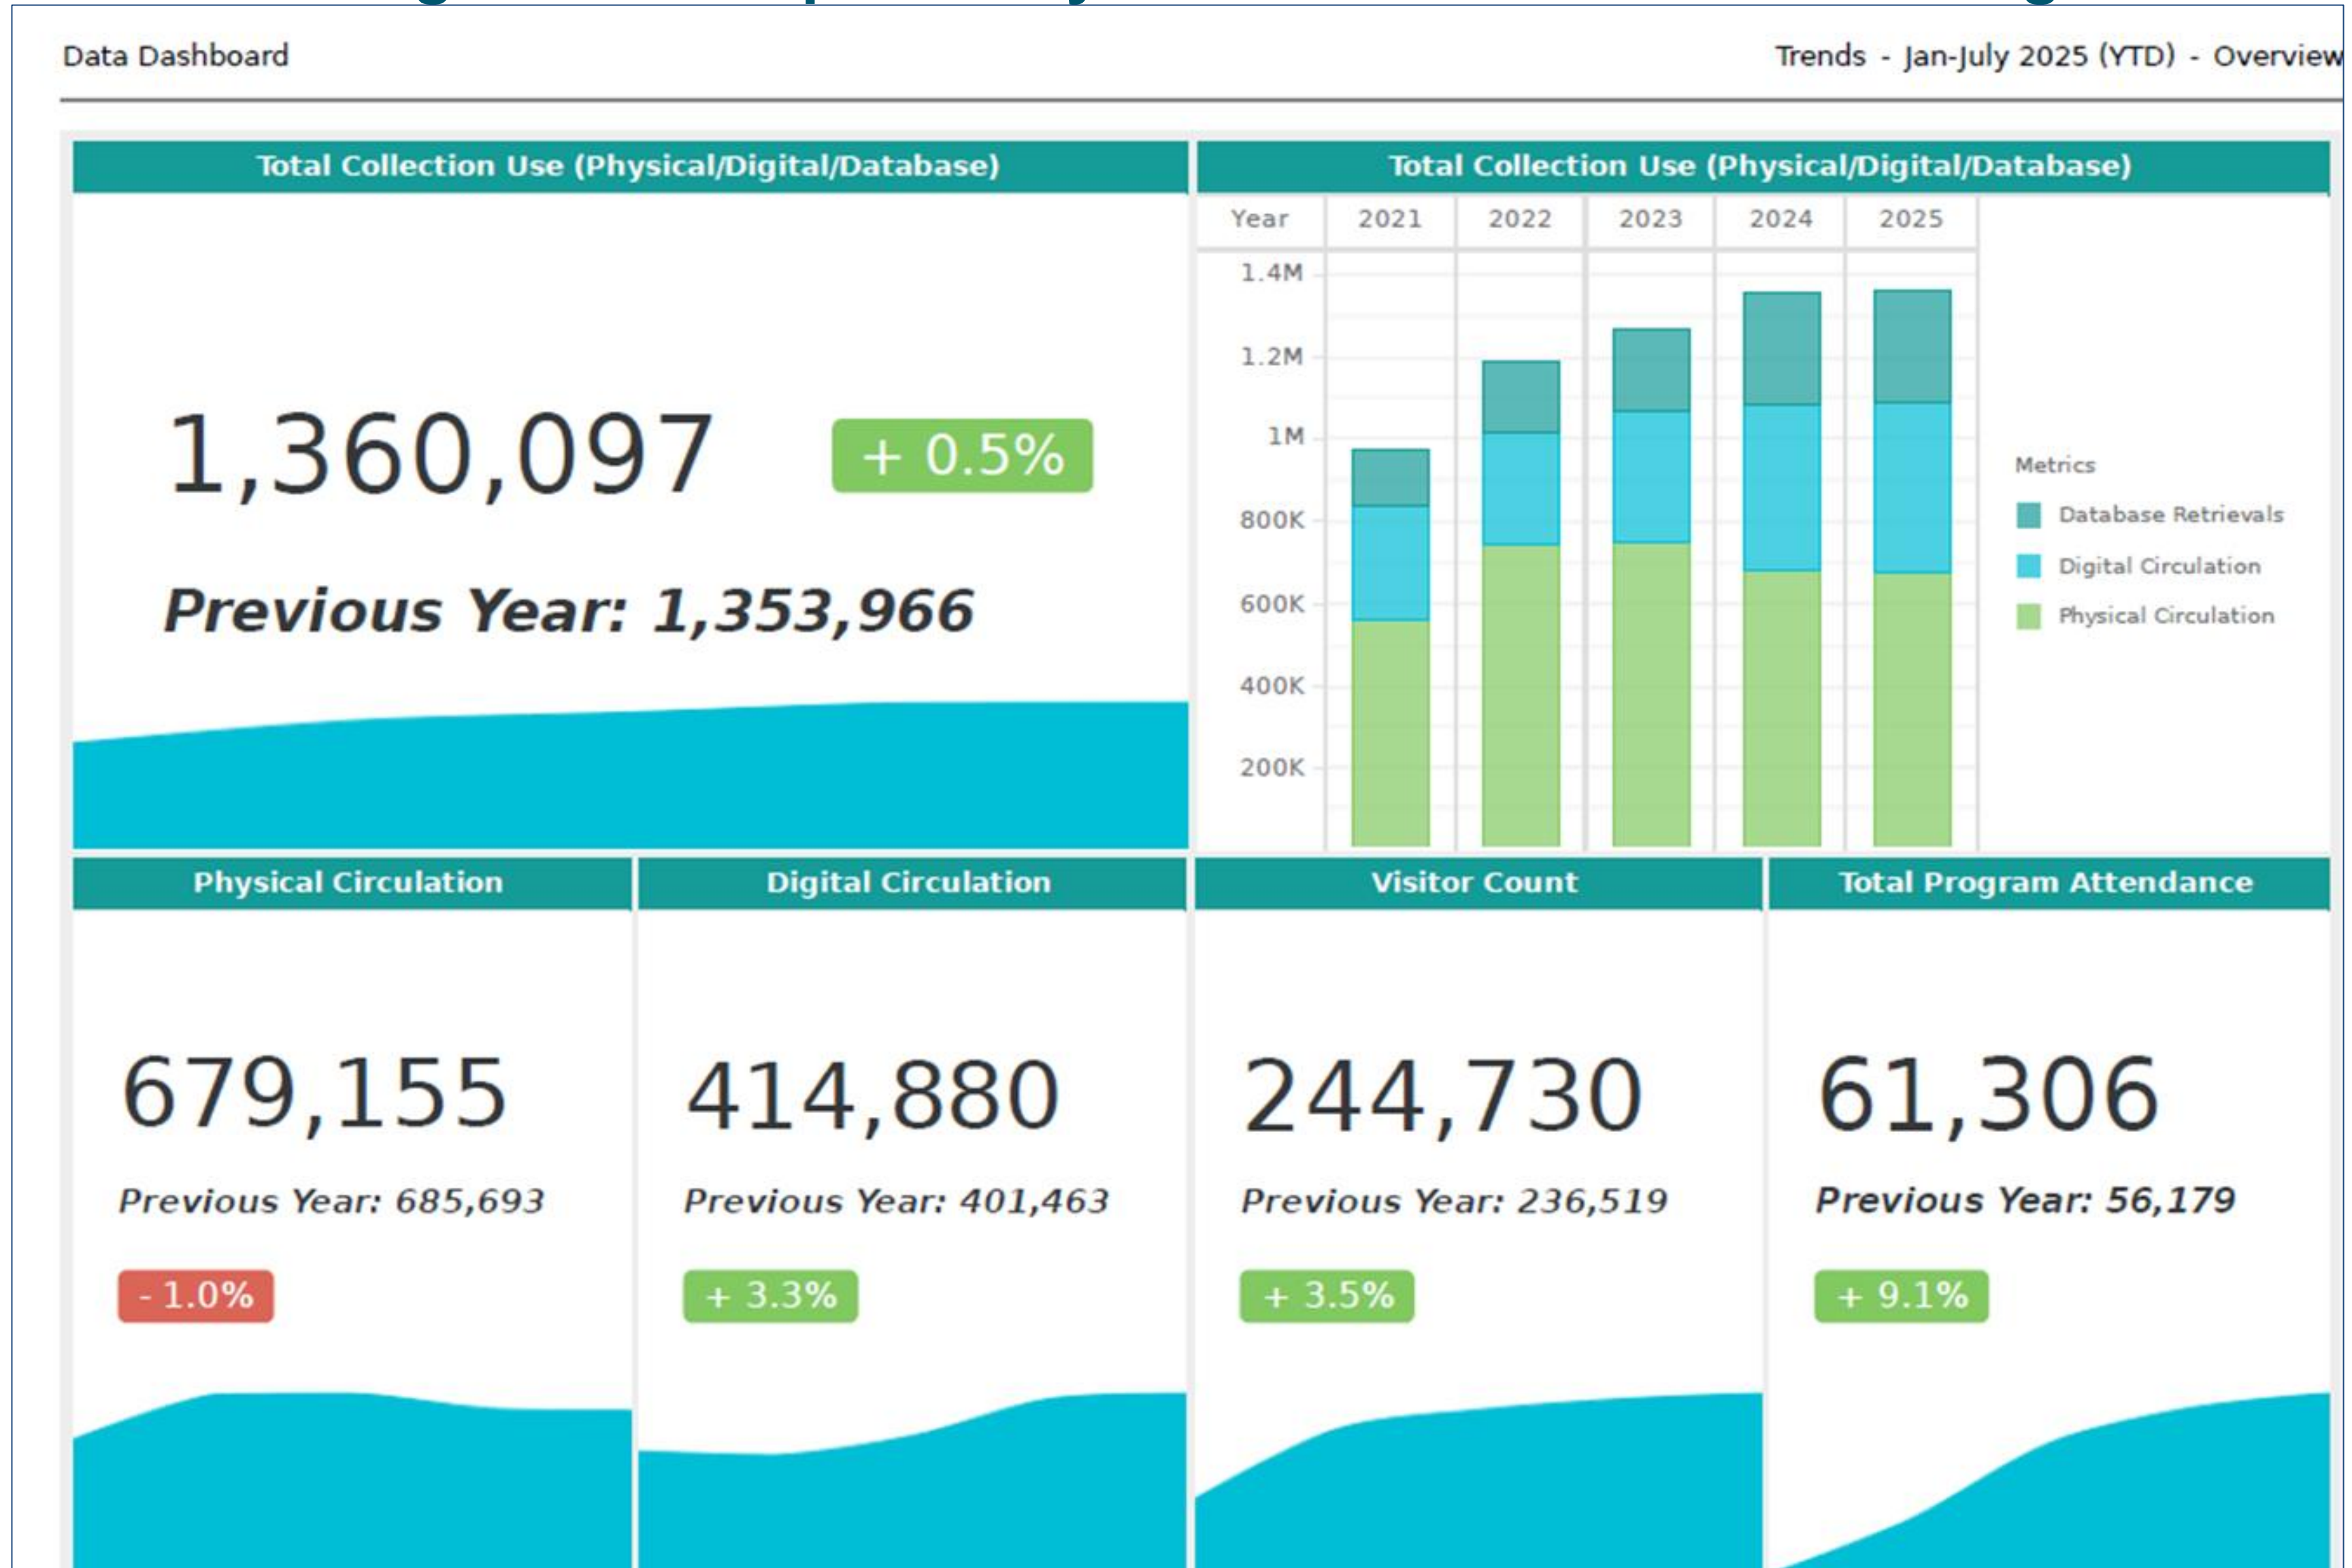 Data Dashboard
Trends - Jan-July 2025 (YTD) - Overview
Total Collection Use (Physical/Digital/Database)
1,360,097
+ 0.5%
Previous Year: 1,353,966
Total Collection Use (Physical/Digital/Database)
Year 2021 2022 2023 2024 2025
1.4M
1.2M
1M
800K
600K
400K
200K
Metrics
Database Retrievals
Digital Circulation
Physical Circulation
Physical Circulation
679,155
Previous Year: 685,693
- 1.0%
Digital Circulation
414,880
Previous Year: 401,463
+ 3.3%
Visitor Count
244,730
Previous Year: 236,519
+ 3.5%
Total Program Attendance
61,306
Previous Year: 56,179
+ 9.1%